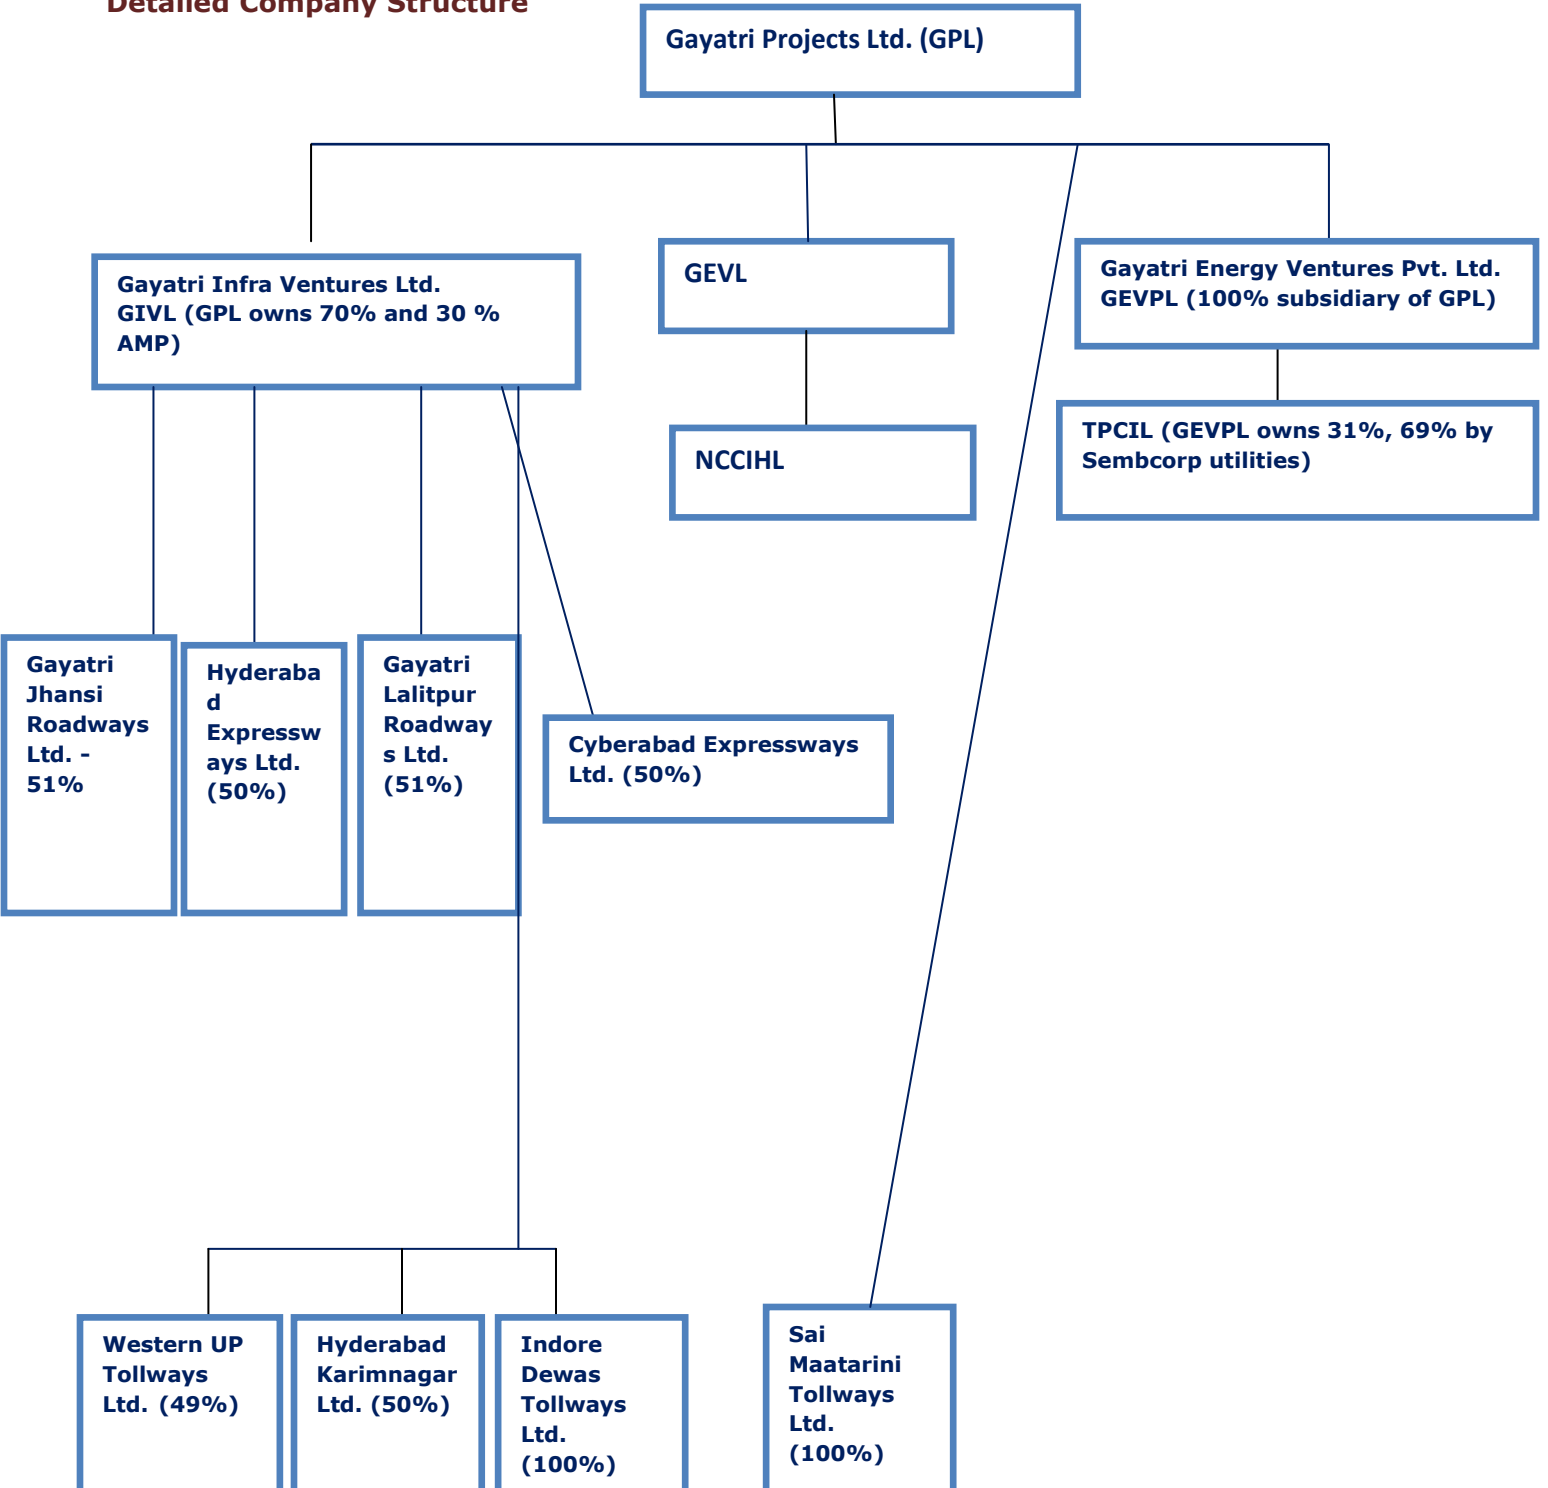 Detailed Company Structure
Gayatri Projects Ltd. (GPL)
Gayatri Infra Ventures Ltd.
GIVL (GPL owns 70% and 30 %
AMP)
GEVL
Gayatri Energy Ventures Pvt. Ltd.
GEVPL (100% subsidiary of GPL)
NCCIHL
TPCIL (GEVPL owns 31%, 69% by
Sembcorp utilities)
Gayatri
Jhansi
Roadways
Ltd. -
51%
Hyderaba
d
Expressw
ays Ltd.
(50%)
Gayatri
Lalitpur
Roadway
s Ltd.
(51%)
Cyberabad Expressways
Ltd. (50%)
Western UP
Tollways
Ltd. (49%)
Hyderabad
Karimnagar
Ltd. (50%)
Indore
Dewas
Tollways
Ltd.
(100%)
Sai
Maatarini
Tollways
Ltd.
(100%)